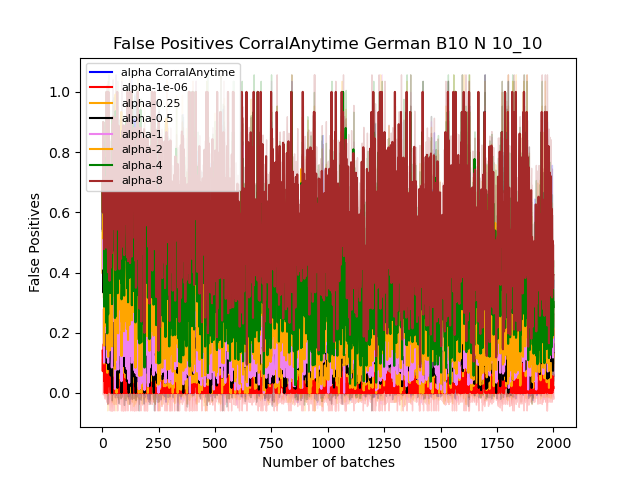 False Positives CorralAnytime German B10 N 10_10
alpha CorralAnytime
alpha-1e-06
alpha-0.25
alpha-0.5
alpha-1
alpha-2
alpha-4
alpha-8
False Positives
1.0
0.8
0.6
0.4
0.2
0.0
0 250 500 750 1000 1250 1500 1750 2000
Number of batches